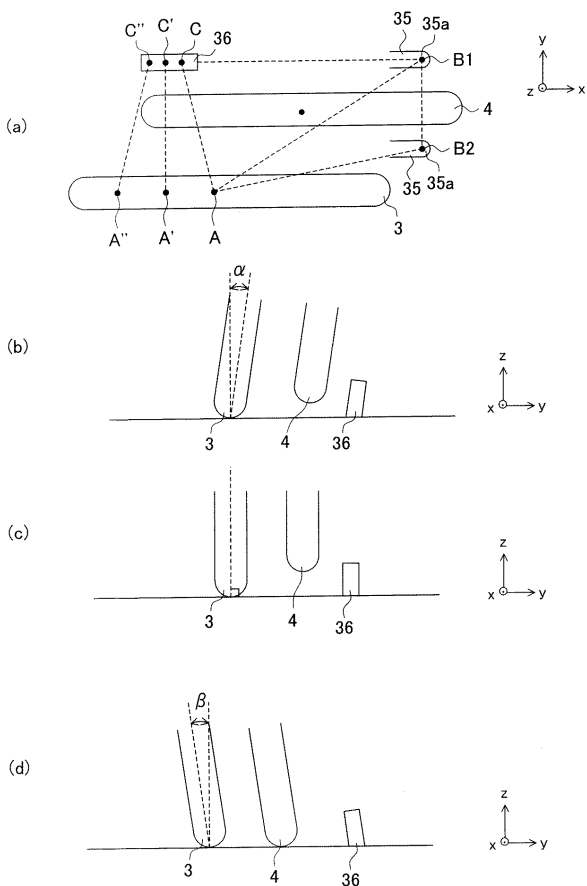 (a)
C'' C' C 36
35 35a
B1
4
B2
35 35a
3
A'' A' A
y
z x
(b)
α
3 4 36
z
x y
(c)
3 4 36
z
x y
(d)
β
3 4 36
z
x y